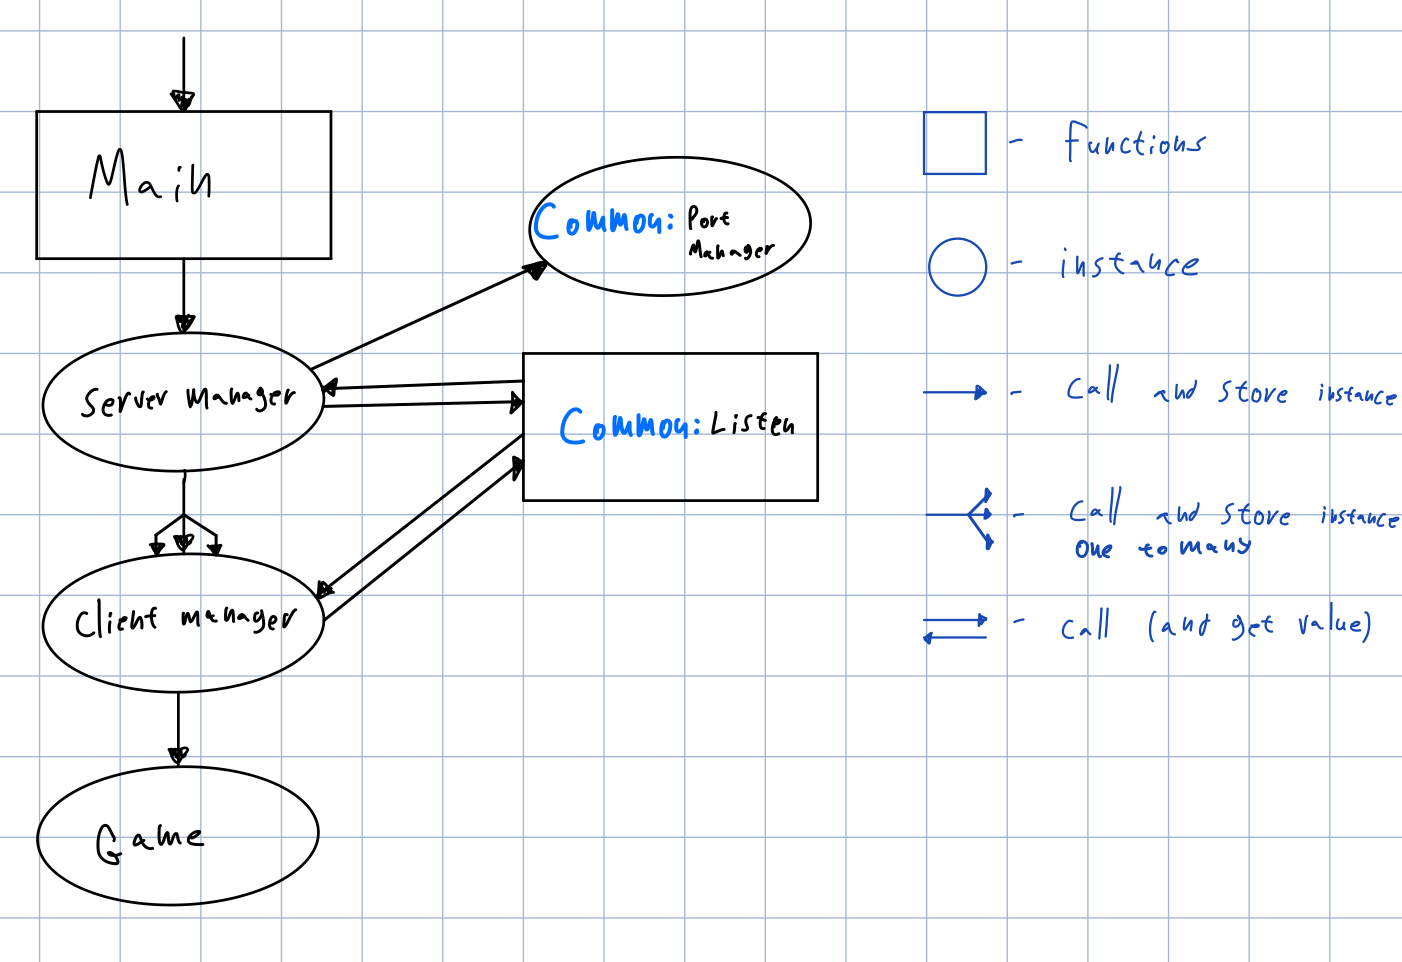 Main
Common: Port
Manager
Server Manager
Common: Listen
Client manager
Game
- functions
- instance
- Call and store instance
- Call and store instance
one to many
- call (and get value)